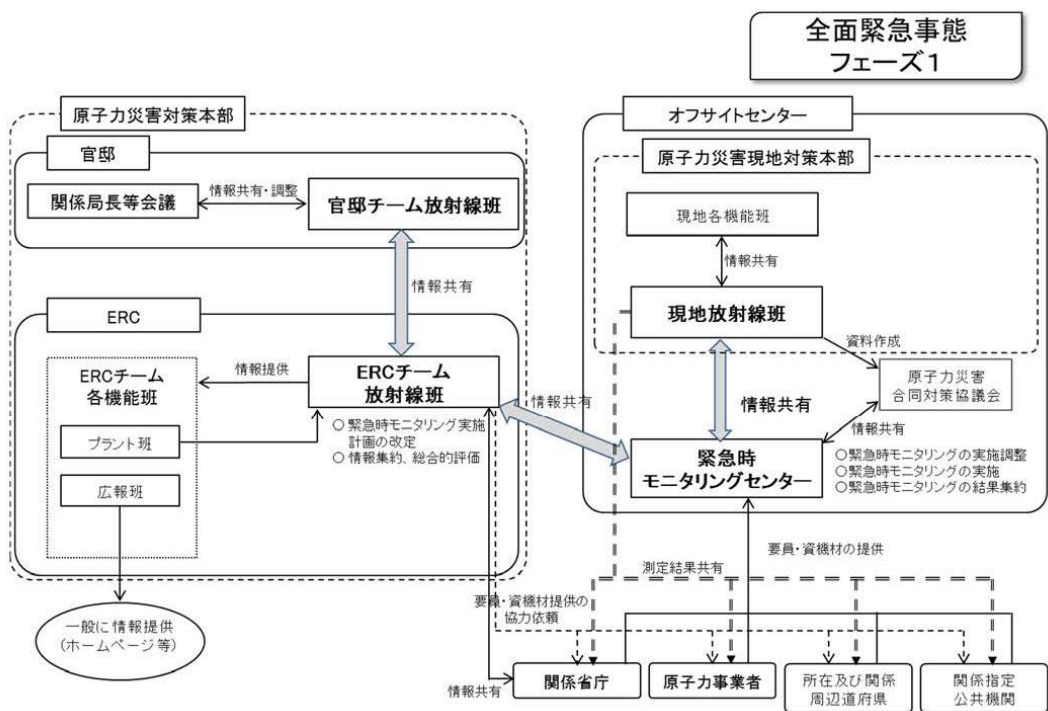 全面緊急事態
フェーズ１
原子力災害対策本部
官邸
関係局長等会議
情報共有・調整
官邸チーム放射線班
情報共有
ERC
ERCチーム
各機能班
プラント班
広報班
情報提供
ERCチーム
放射線班
○緊急時モニタリング実施
計画の改定
○情報集約、総合的評価
一般に情報提供
(ホームページ等)
情報共有
オフサイトセンター
原子力災害現地対策本部
現地各機能班
情報共有
現地放射線班
資料作成
原子力災害
合同対策協議会
情報共有
情報共有
緊急時
モニタリングセンター
○緊急時モニタリングの実施調整
○緊急時モニタリングの実施
○緊急時モニタリングの結果集約
要員・資機材の提供
測定結果共有
要員・資機材提供の
協力依頼
情報共有
関係省庁
原子力事業者
所在及び関係
周辺道府県
関係指定
公共機関